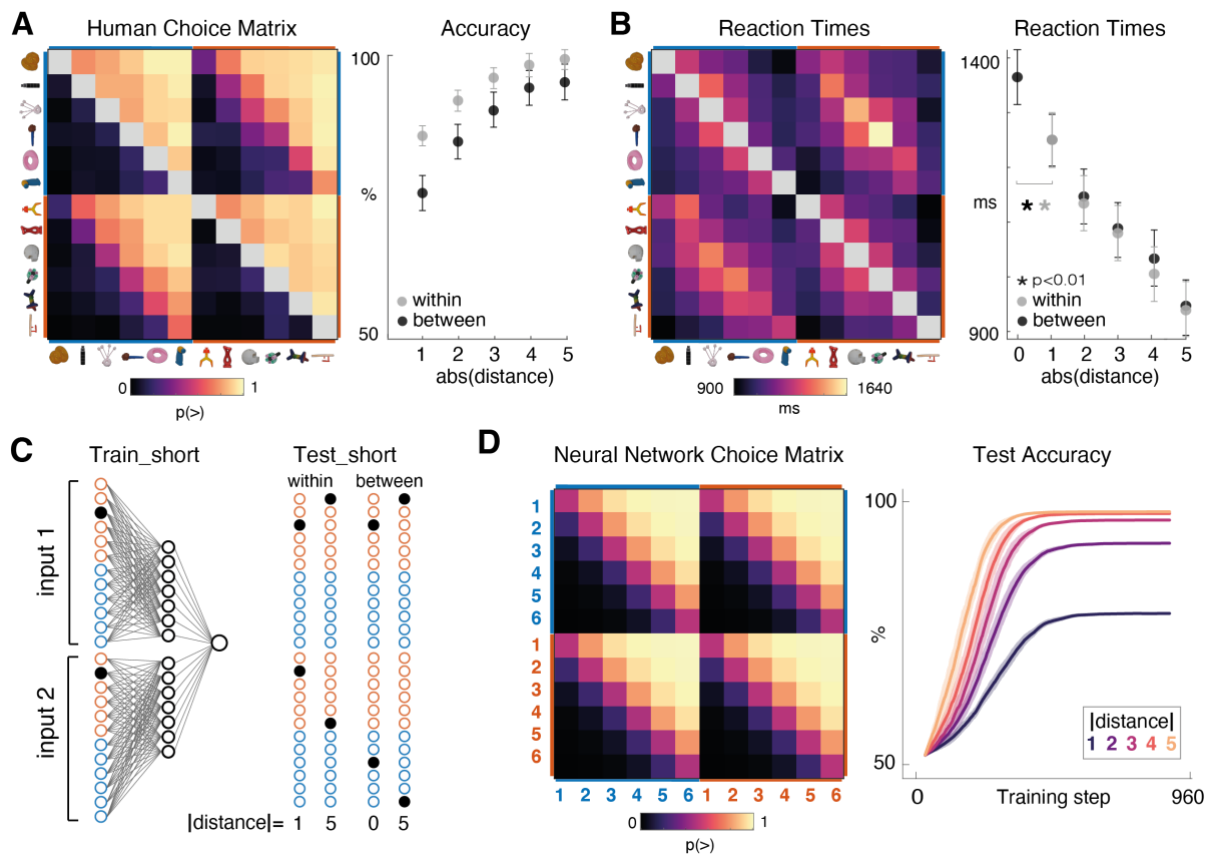 A
Human Choice Matrix
Accuracy
100
%
50
within
between
1 2 3 4 5
abs(distance)
0 1
p(>)
B
Reaction Times
Reaction Times
1400
ms
900
* *
* p<0.01
within
between
0 1 2 3 4 5
abs(distance)
900 1640
ms
C
Train_short
Test_short
within between
input 1
input 2
|distance|= 1 5 0 5
D
Neural Network Choice Matrix
Test Accuracy
1
2
3
4
5
6
1
2
3
4
5
6
1 2 3 4 5 6 1 2 3 4 5 6
0 1
p(>)
100
%
50
|distance|
1 2 3 4 5
0 Training step 960